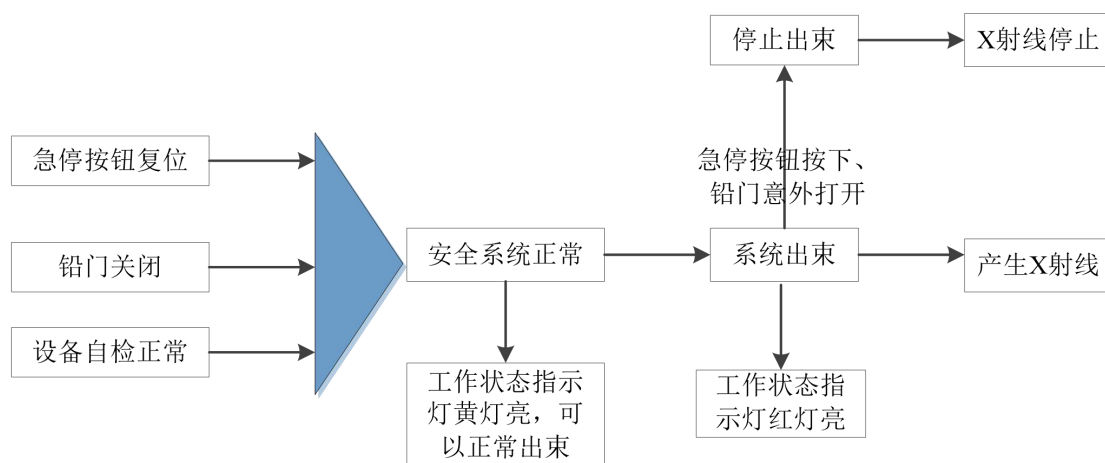 停止出束
X射线停止
急停按钮复位
急停按钮按下、
铅门意外打开
铅门关闭
安全系统正常
系统出束
产生X射线
设备自检正常
工作状态指示
灯黄灯亮，可
以正常出束
工作状态指
示灯红灯亮